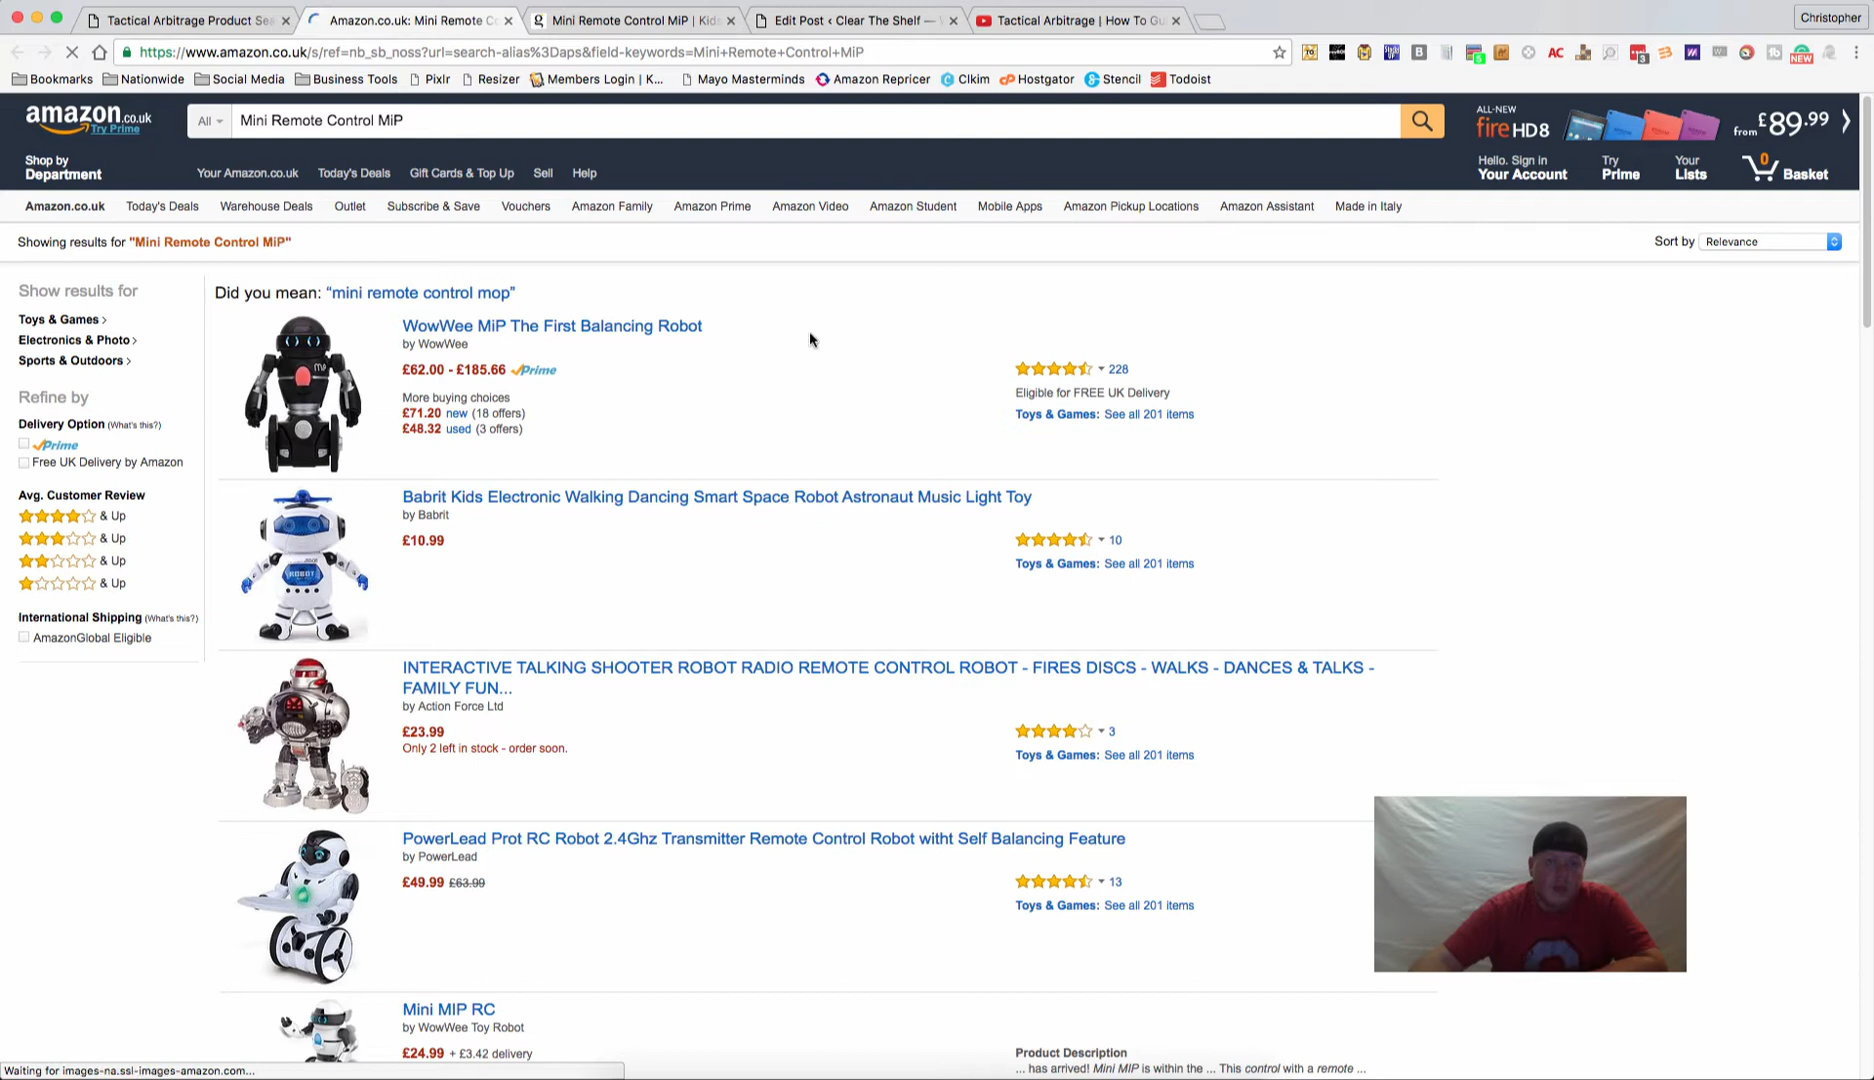 Tactical Arbitrage Product Sea
Amazon.co.uk: Mini Remote Co
Mini Remote Control MiP | Kids
Edit Post ‹ Clear The Shelf —
Tactical Arbitrage | How To Gu
Christopher
https://www.amazon.co.uk/s/ref=nb_sb_noss?url=search-alias%3Daps&field-keywords=Mini+Remote+Control+MiP
Bookmarks Nationwide Social Media Business Tools Pixlr Resizer Members Login | K... Mayo Masterminds Amazon Repricer Clkim Hostgator Stencil Todoist
amazon.co.uk
Try Prime
All
Mini Remote Control MiP
ALL-NEW
fire HD8
from £89.99
Shop by
Department
Your Amazon.co.uk Today's Deals Gift Cards & Top Up Sell Help
Hello. Sign in
Your Account
Try
Prime
Your
Lists
0
Basket
Amazon.co.uk Today's Deals Warehouse Deals Outlet Subscribe & Save Vouchers Amazon Family Amazon Prime Amazon Video Amazon Student Mobile Apps Amazon Pickup Locations Amazon Assistant Made in Italy
Showing results for "Mini Remote Control MiP"
Sort by Relevance
Show results for
Toys & Games ›
Electronics & Photo ›
Sports & Outdoors ›
Refine by
Delivery Option (What's this?)
Prime
Free UK Delivery by Amazon
Avg. Customer Review
& Up
& Up
& Up
& Up
International Shipping (What's this?)
AmazonGlobal Eligible
Did you mean: "mini remote control mop"
WowWee MiP The First Balancing Robot
by WowWee
£62.00 - £185.66 Prime
More buying choices
£71.20 new (18 offers)
£48.32 used (3 offers)
228
Eligible for FREE UK Delivery
Toys & Games: See all 201 items
Babrit Kids Electronic Walking Dancing Smart Space Robot Astronaut Music Light Toy
by Babrit
£10.99
10
Toys & Games: See all 201 items
ROBOT
INTERACTIVE TALKING SHOOTER ROBOT RADIO REMOTE CONTROL ROBOT - FIRES DISCS - WALKS - DANCES & TALKS -
FAMILY FUN...
by Action Force Ltd
£23.99
Only 2 left in stock - order soon.
3
Toys & Games: See all 201 items
PowerLead Prot RC Robot 2.4Ghz Transmitter Remote Control Robot witht Self Balancing Feature
by PowerLead
£49.99 £63.99
13
Toys & Games: See all 201 items
Mini MIP RC
by WowWee Toy Robot
£24.99 + £3.42 delivery
Product Description
... has arrived! Mini MIP is within the ... This control with a remote ...
Waiting for images-na.ssl-images-amazon.com...